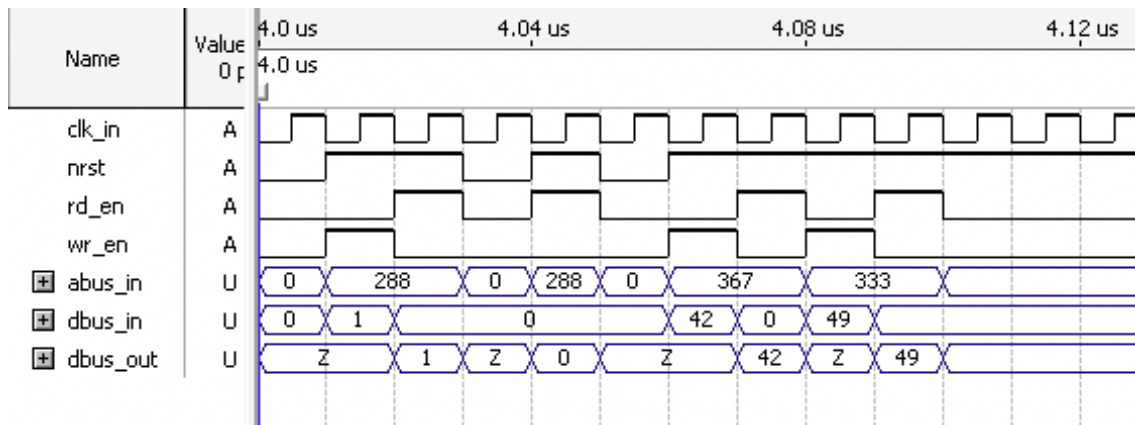 Name
Value
0 p
4.0 us 4.04 us 4.08 us 4.12 us
4.0 us
clk_in A
nrst A
rd_en A
wr_en A
abus_in U 0 288 0 288 0 367 333
dbus_in U 0 1 0 42 0 49
dbus_out U Z 1 Z 0 Z 42 Z 49